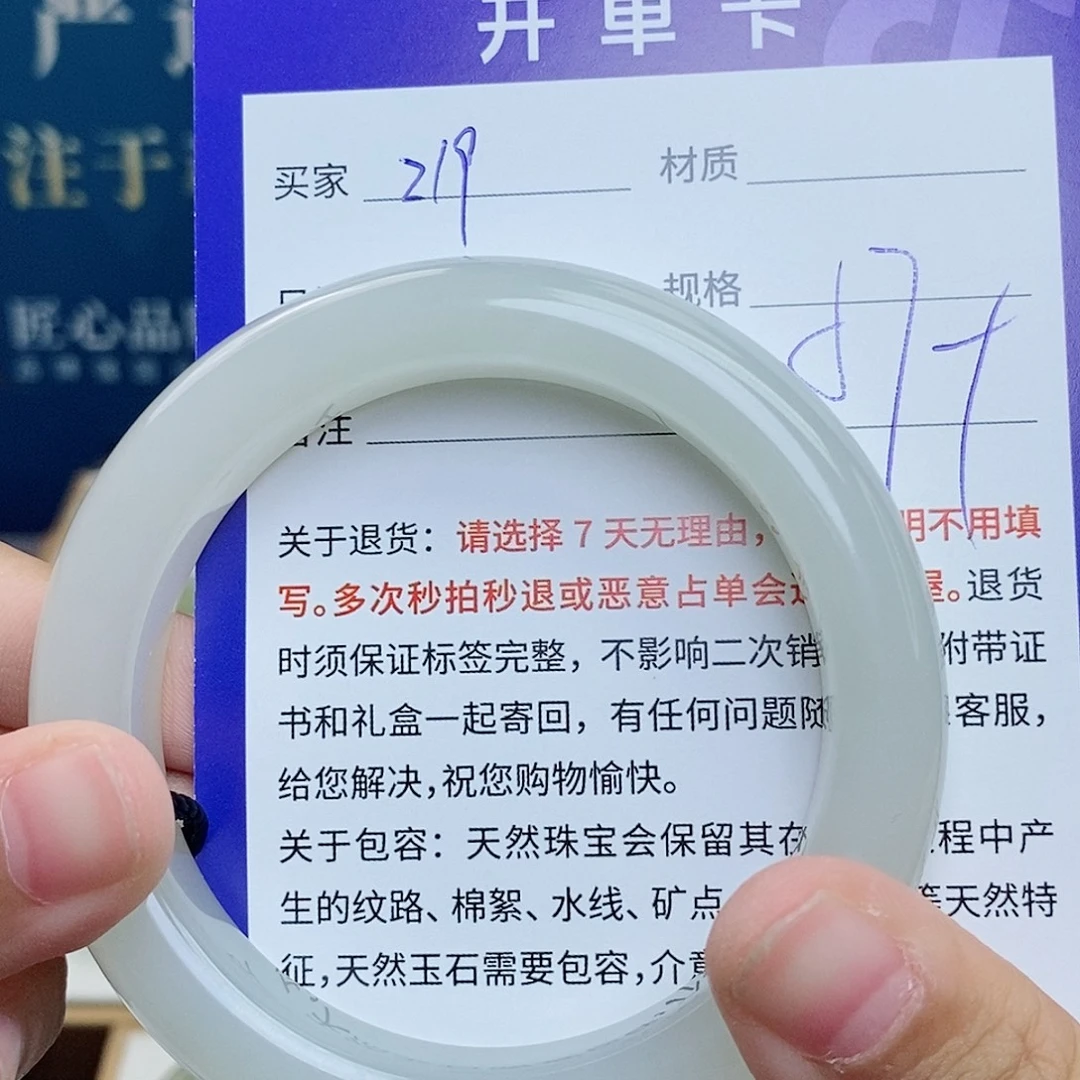 开单卡
严
注于
匠心品
买家 219 材质
规格
备注
关于退货：请选择 7 天无理由， 明不用填
写。多次秒拍秒退或恶意占单会 屋。退货
时须保证标签完整，不影响二次销 附带证
书和礼盒一起寄回，有任何问题随 客服，
给您解决，祝您购物愉快。
关于包容：天然珠宝会保留其在 程中产
生的纹路、棉絮、水线、矿点 等天然特
征，天然玉石需要包容，介意